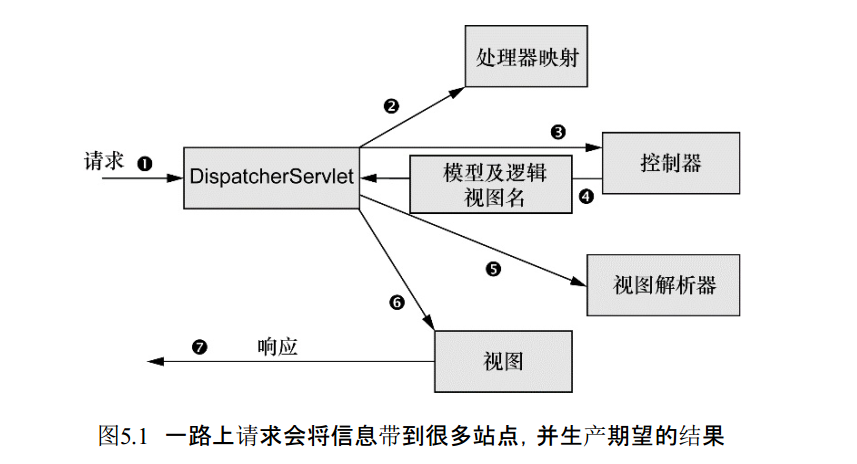 处理器映射
❷
❸
请求 ❶
DispatcherServlet
模型及逻辑
视图名
控制器
❹
❺
视图解析器
❻
❼
响应
视图
图5.1 一路上请求会将信息带到很多站点，并生产期望的结果